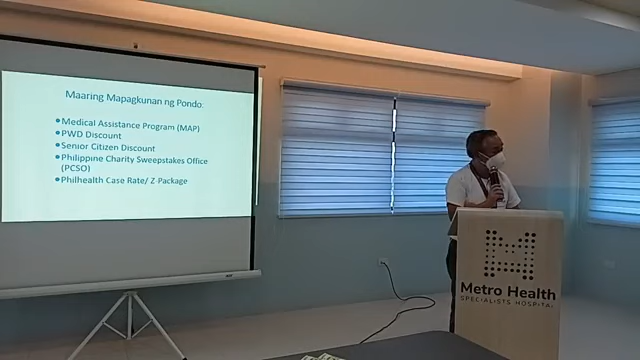 Maaring Mapagkunan ng Pondo:
•Medical Assistance Program (MAP)
•PWD Discount
•Senior Citizen Discount
•Philippine Charity Sweepstakes Office
(PCSO)
•Philhealth Case Rate/ Z Package
Metro Health
SPECIALISTS HOSPITAL